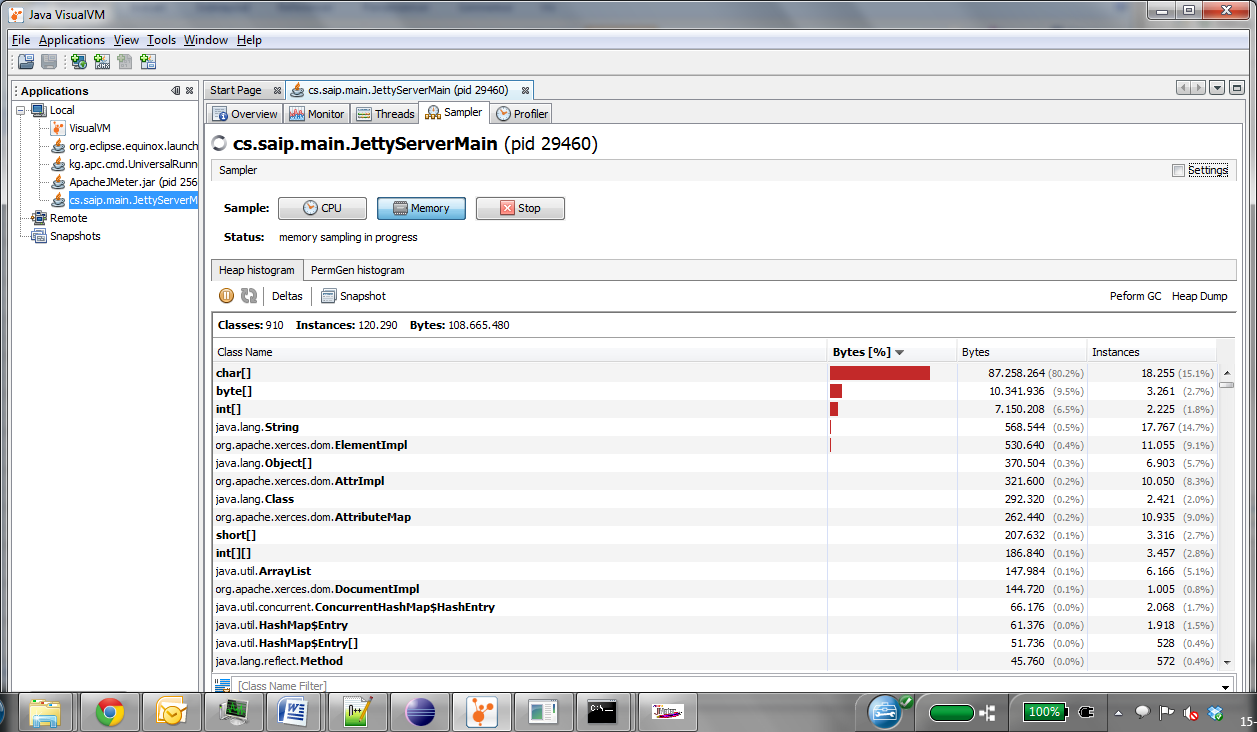 Java VisualVM
File Applications View Tools Window Help
Applications
Local
VisualVM
org.eclipse.equinox.launch
kg.apc.cmd.UniversalRunn
ApacheJMeter.jar (pid 256
cs.saip.main.JettyServerM
Remote
Snapshots
Start Page cs.saip.main.JettyServerMain (pid 29460)
Overview Monitor Threads Sampler Profiler
cs.saip.main.JettyServerMain (pid 29460)
Sampler Settings
Sample: CPU Memory Stop
Status: memory sampling in progress
Heap histogram PermGen histogram
Deltas Snapshot Peform GC Heap Dump
Classes: 910 Instances: 120.290 Bytes: 108.665.480
Class Name Bytes [%] Bytes Instances
char[] 87.258.264 (80.2%) 18.255 (15.1%)
byte[] 10.341.936 (9.5%) 3.261 (2.7%)
int[] 7.150.208 (6.5%) 2.225 (1.8%)
java.lang.String 568.544 (0.5%) 17.767 (14.7%)
org.apache.xerces.dom.ElementImpl 530.640 (0.4%) 11.055 (9.1%)
java.lang.Object[] 370.504 (0.3%) 6.903 (5.7%)
org.apache.xerces.dom.AttrImpl 321.600 (0.2%) 10.050 (8.3%)
java.lang.Class 292.320 (0.2%) 2.421 (2.0%)
org.apache.xerces.dom.AttributeMap 262.440 (0.2%) 10.935 (9.0%)
short[] 207.632 (0.1%) 3.316 (2.7%)
int[][] 186.840 (0.1%) 3.457 (2.8%)
java.util.ArrayList 147.984 (0.1%) 6.166 (5.1%)
org.apache.xerces.dom.DocumentImpl 144.720 (0.1%) 1.005 (0.8%)
java.util.concurrent.ConcurrentHashMap$HashEntry 66.176 (0.0%) 2.068 (1.7%)
java.util.HashMap$Entry 61.376 (0.0%) 1.918 (1.5%)
java.util.HashMap$Entry[] 51.736 (0.0%) 528 (0.4%)
java.lang.reflect.Method 45.760 (0.0%) 572 (0.4%)
[Class Name Filter]
100%
15-